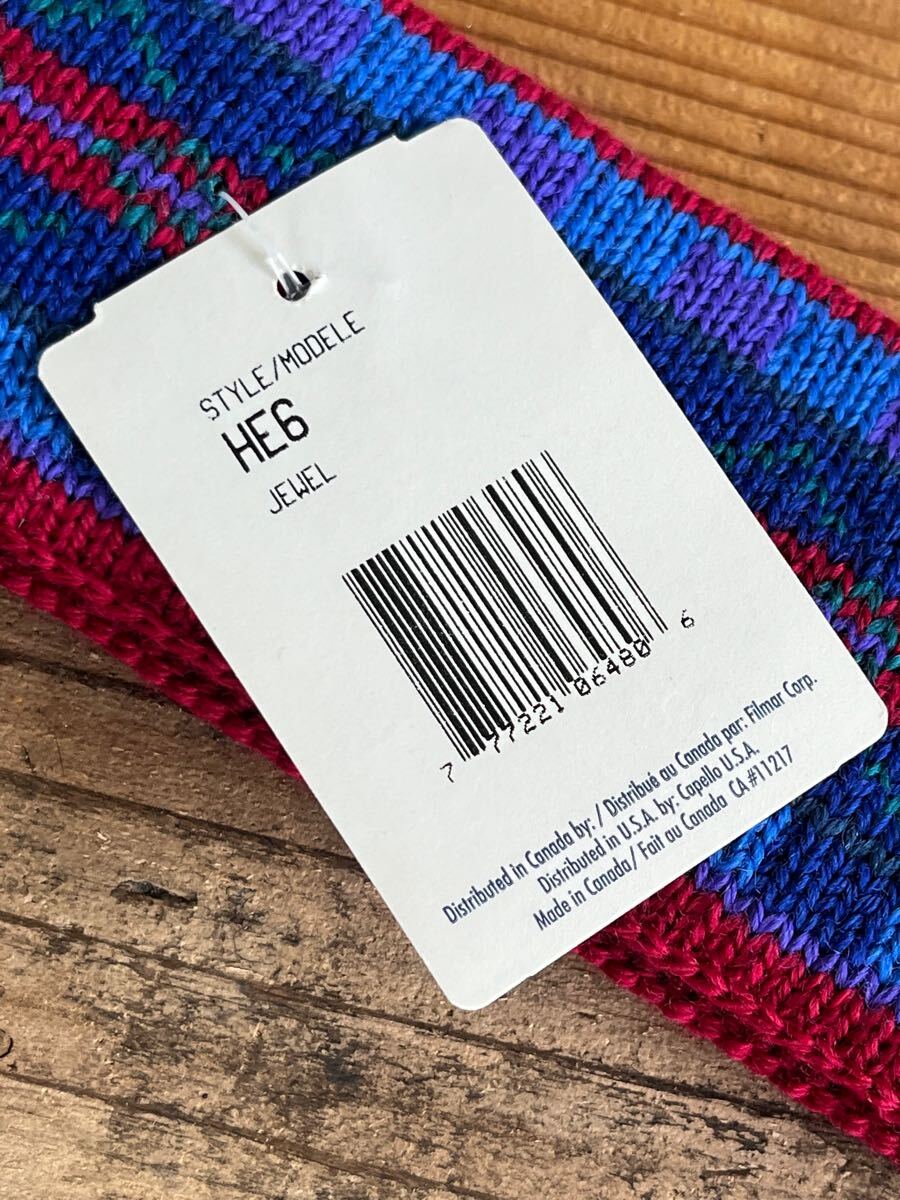 STYLE/MODELE
HE6
JEWEL
7 77221 06480 6
Distributed in Canada by: / Distribué au Canada par: Filmar Corp.
Distributed in U.S.A. by: Capello U.S.A.
Made in Canada/ Fait au Canada CA #11217